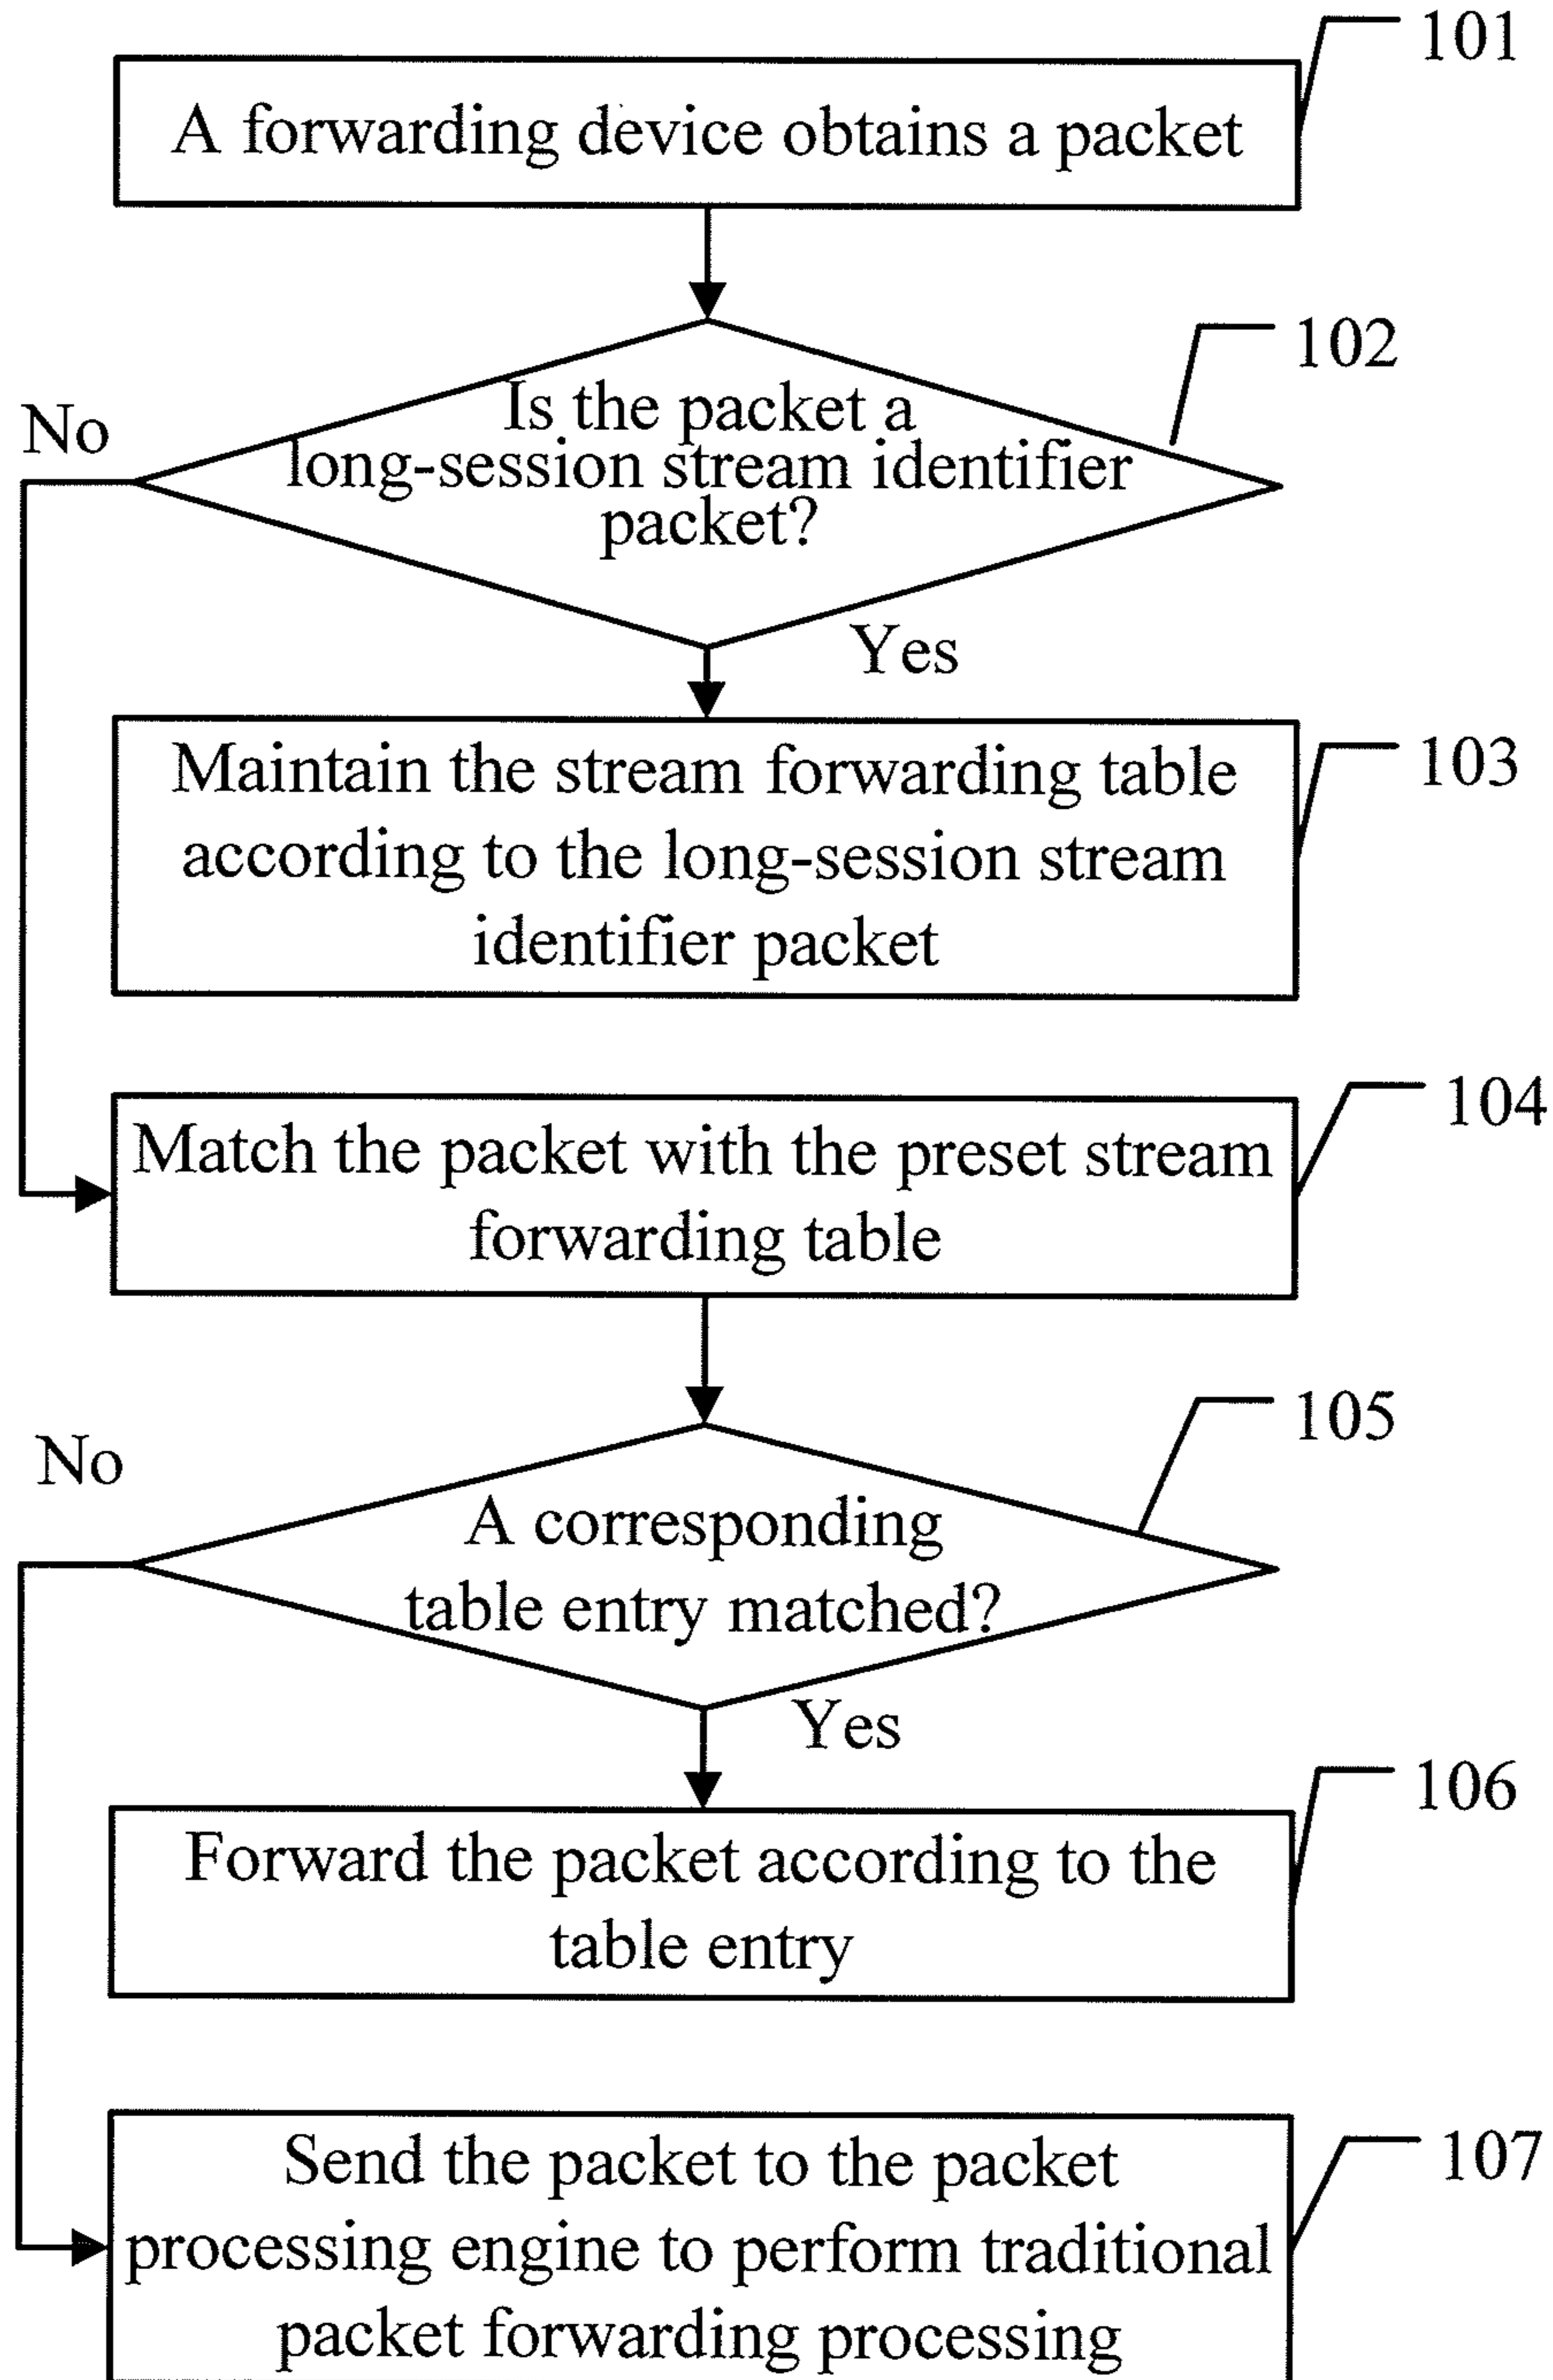 101
A forwarding device obtains a packet
102
No
Is the packet a
long-session stream identifier
packet?
Yes
103
Maintain the stream forwarding table
according to the long-session stream
identifier packet
104
Match the packet with the preset stream
forwarding table
105
No
A corresponding
table entry matched?
Yes
106
Forward the packet according to the
table entry
107
Send the packet to the packet
processing engine to perform traditional
packet forwarding processing